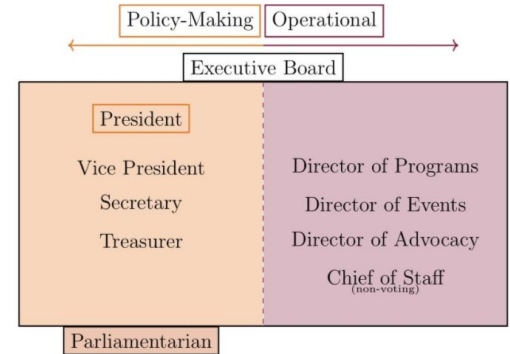 Policy-Making Operational
Executive Board
President
Vice President
Secretary
Treasurer
Director of Programs
Director of Events
Director of Advocacy
Chief of Staff
(non-voting)
Parliamentarian